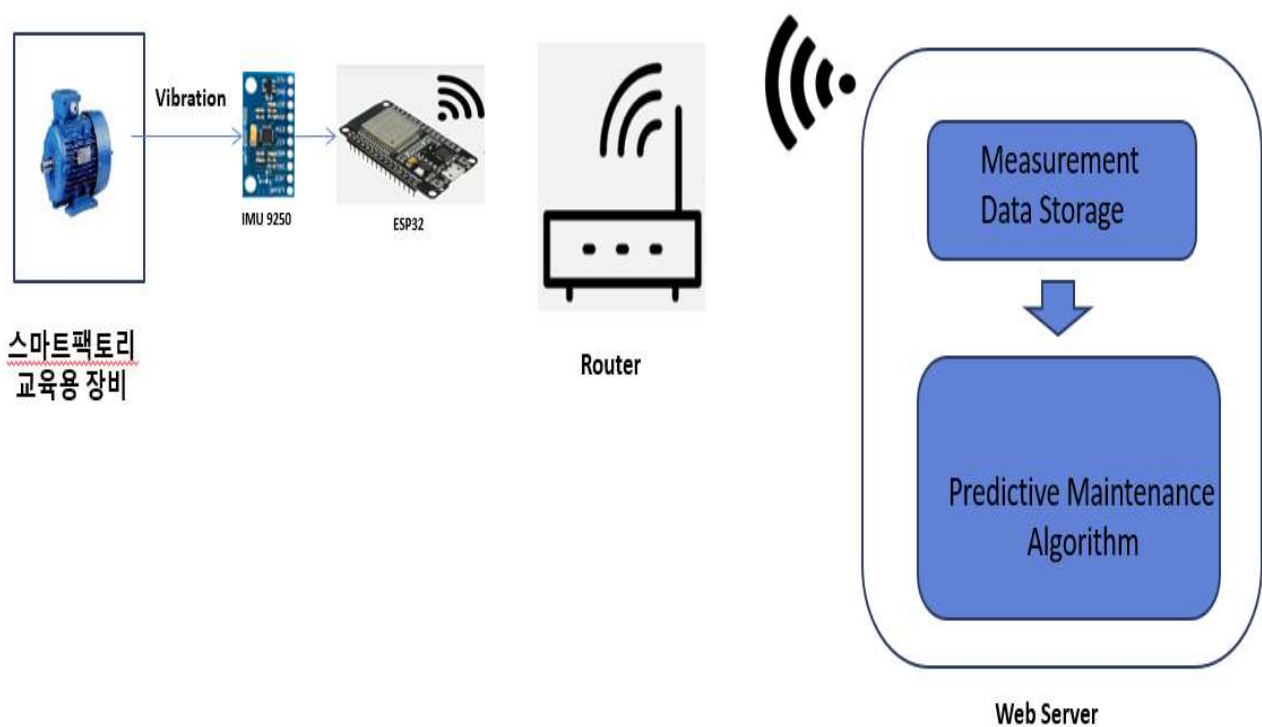 Vibration
IMU 9250
ESP32
스마트팩토리
교육용 장비
Router
Measurement
Data Storage
Predictive Maintenance
Algorithm
Web Server